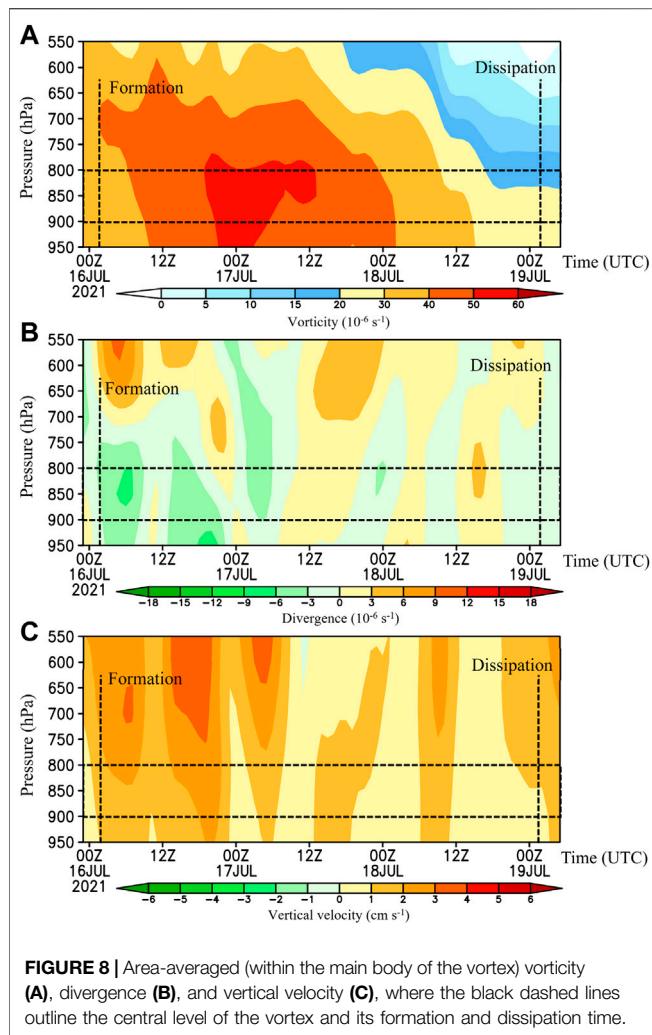 A
550
600
650
700
750
800
850
900
950
Pressure (hPa)
Formation
Dissipation
00Z 12Z 00Z 12Z 00Z 12Z 00Z Time (UTC)
16JUL 17JUL 18JUL 19JUL
2021
0 5 10 15 20 30 40 50 60
Vorticity (10⁻⁶ s⁻¹)
B
550
600
650
700
750
800
850
900
950
Pressure (hPa)
Formation
Dissipation
00Z 12Z 00Z 12Z 00Z 12Z 00Z Time (UTC)
16JUL 17JUL 18JUL 19JUL
2021
-18 -15 -12 -9 -6 -3 0 3 6 9 12 15 18
Divergence (10⁻⁶ s⁻¹)
C
550
600
650
700
750
800
850
900
950
Pressure (hPa)
Formation
Dissipation
00Z 12Z 00Z 12Z 00Z 12Z 00Z Time (UTC)
16JUL 17JUL 18JUL 19JUL
2021
-6 -5 -4 -3 -2 -1 0 1 2 3 4 5 6
Vertical velocity (cm s⁻¹)
FIGURE 8 | Area-averaged (within the main body of the vortex) vorticity
(A), divergence (B), and vertical velocity (C), where the black dashed lines
outline the central level of the vortex and its formation and dissipation time.